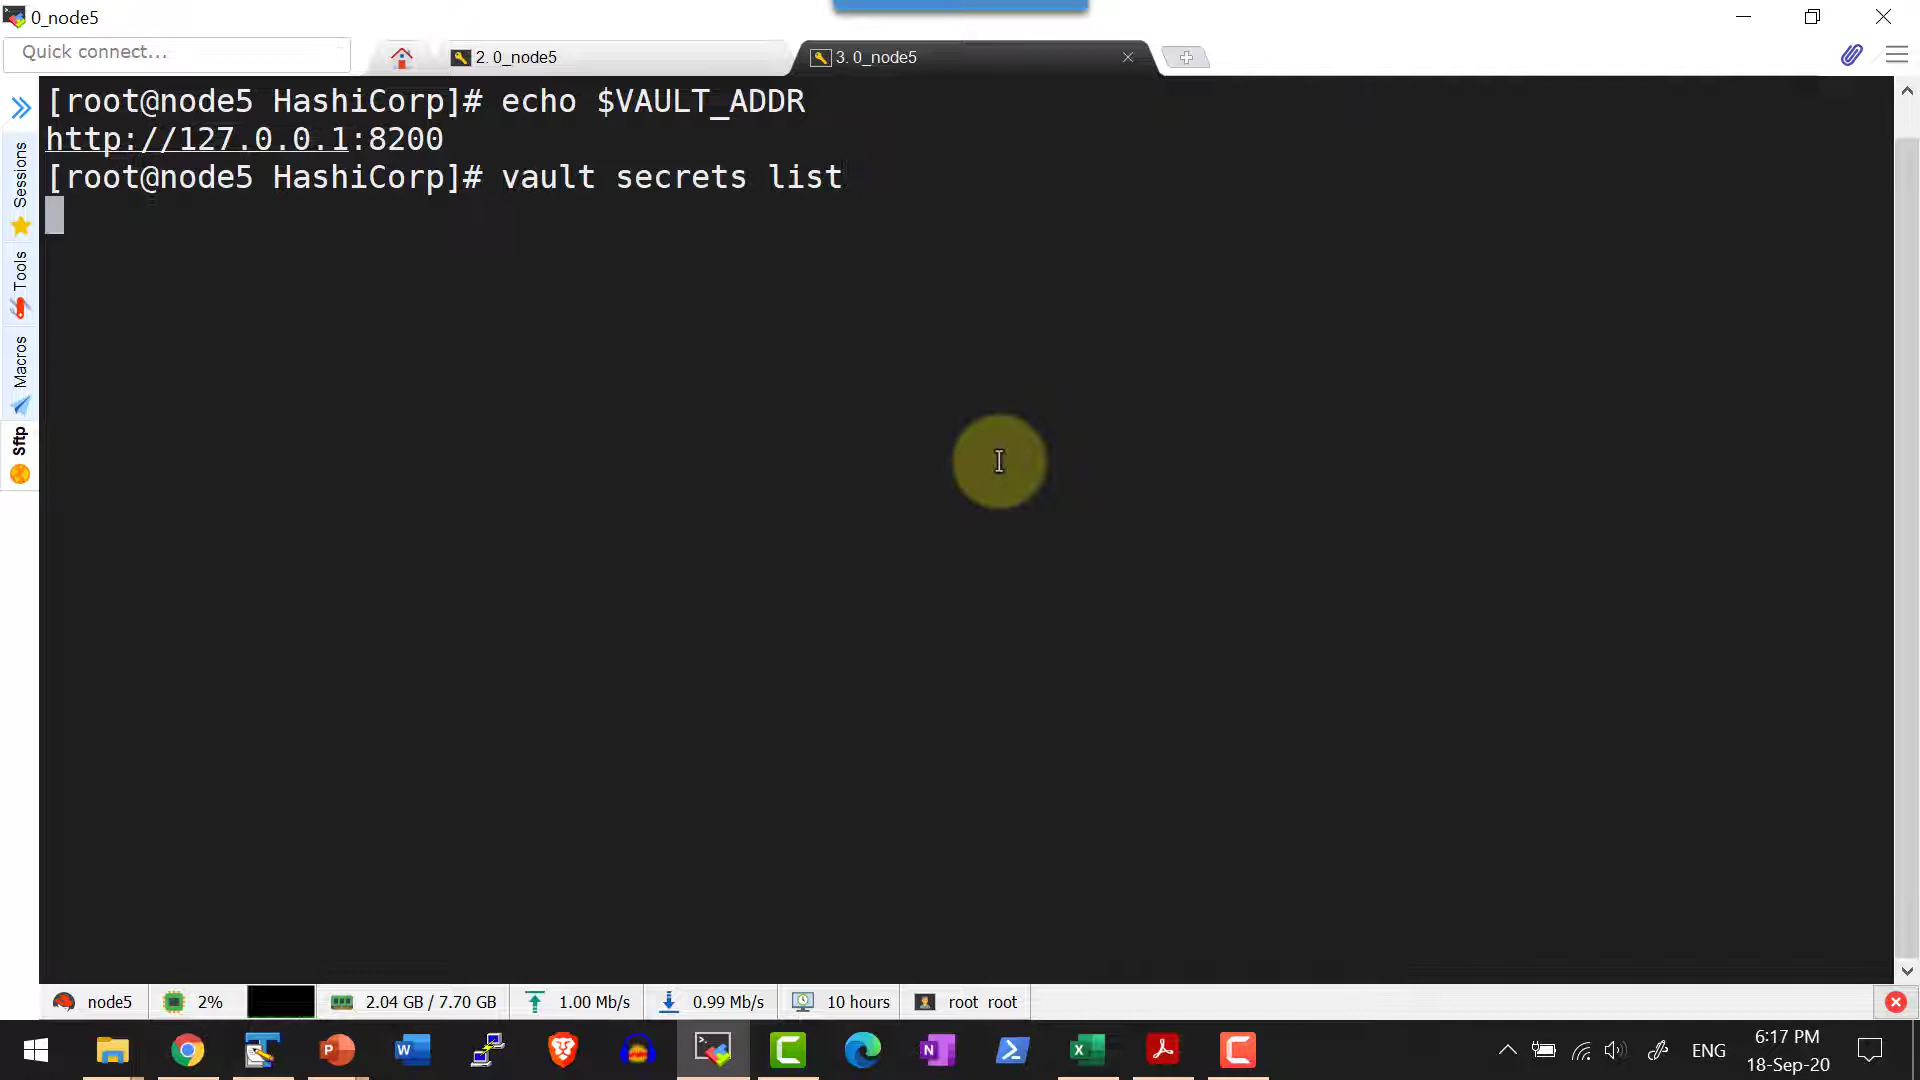 0_node5
Quick connect...
2. 0_node5
3. 0_node5
[root@node5 HashiCorp]# echo $VAULT_ADDR
http://127.0.0.1:8200
[root@node5 HashiCorp]# vault secrets list
Sessions
Tools
Macros
Sftp
node5
2%
2.04 GB / 7.70 GB
1.00 Mb/s
0.99 Mb/s
10 hours
root root
ENG
6:17 PM
18-Sep-20